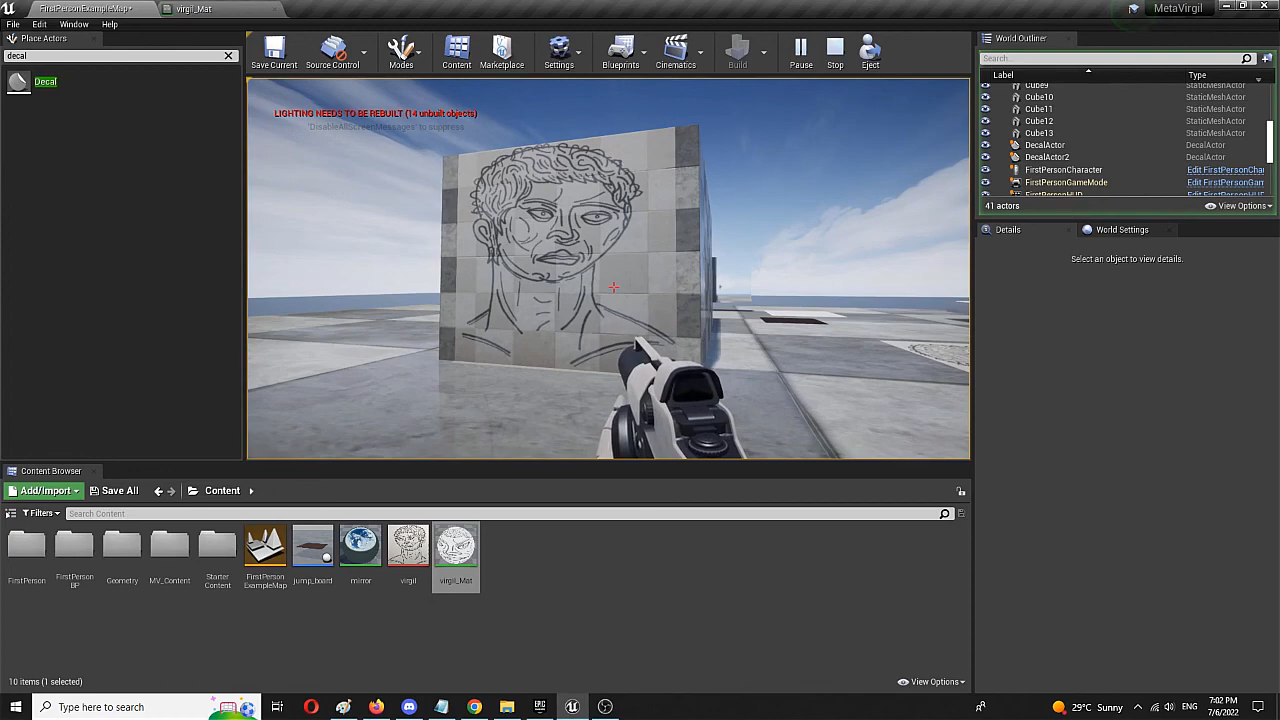 FirstPersonExampleMap*
virgil_Mat
MetaVirgil
File Edit Window Help
Place Actors
decal
Decal
Save Current
Source Control
Modes
Content
Marketplace
Settings
Blueprints
Cinematics
Build
Pause
Stop
Eject
LIGHTING NEEDS TO BE REBUILT (14 unbuilt objects)
'DisableAllScreenMessages' to suppress
World Outliner
Search...
Label Type
Cube9 StaticMeshActor
Cube10 StaticMeshActor
Cube11 StaticMeshActor
Cube12 StaticMeshActor
Cube13 StaticMeshActor
DecalActor DecalActor
DecalActor2 DecalActor
FirstPersonCharacter Edit FirstPersonChar
FirstPersonGameMode Edit FirstPersonGam
FirstPersonHUD
41 actors
View Options
Details
World Settings
Select an object to view details.
Content Browser
Add/Import
Save All
Content
Filters
Search Content
FirstPerson
FirstPerson
BP
Geometry
MV_Content
Starter
Content
FirstPerson
ExampleMap
jump_board
mirror
virgil
virgil_Mat
10 items (1 selected)
View Options
Type here to search
29°C Sunny
ENG
7:02 PM
7/6/2022